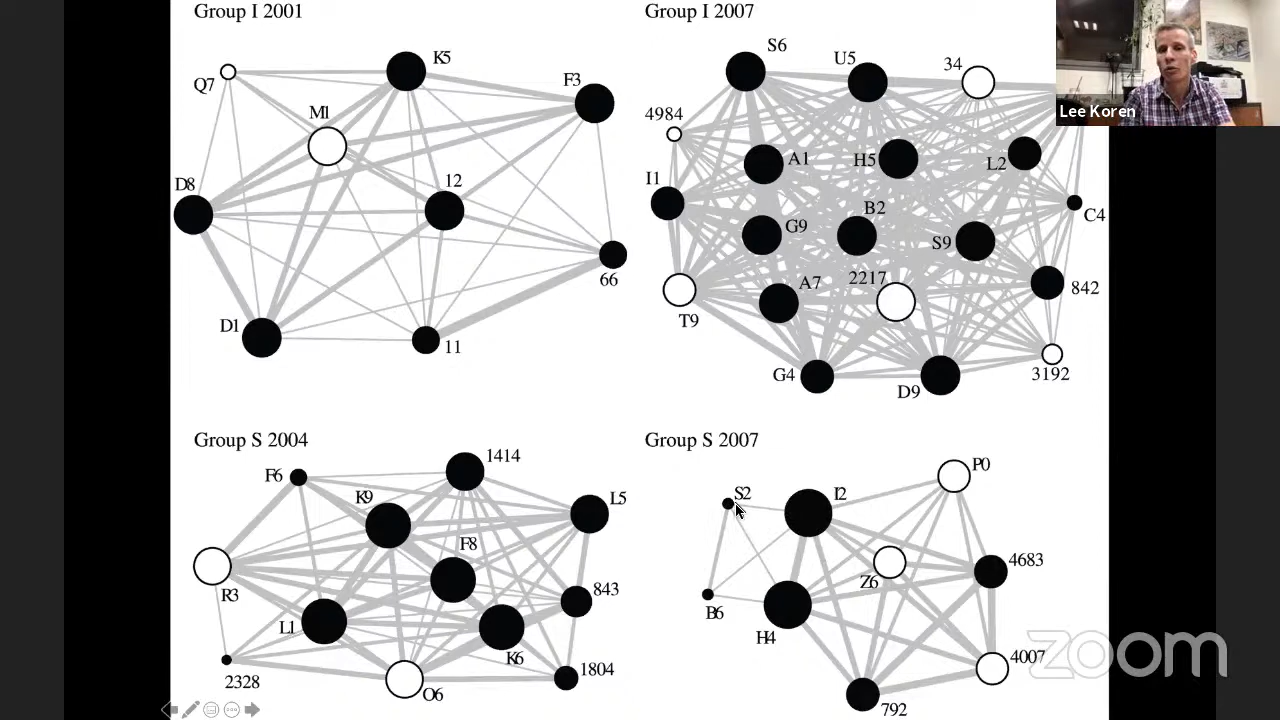 Group I 2001
K5
Q7
F3
M1
D8
12
66
D1
11
Group I 2007
S6
U5
34
4984
A1
H5
L2
I1
C4
G9
B2
S9
A7
2217
842
T9
G4
D9
3192
Lee Koren
Group S 2004
1414
F6
K9
L5
F8
843
R3
L1
K6
2328
O6
1804
Group S 2007
P0
S2
I2
4683
Z6
B6
H4
4007
792
zoom